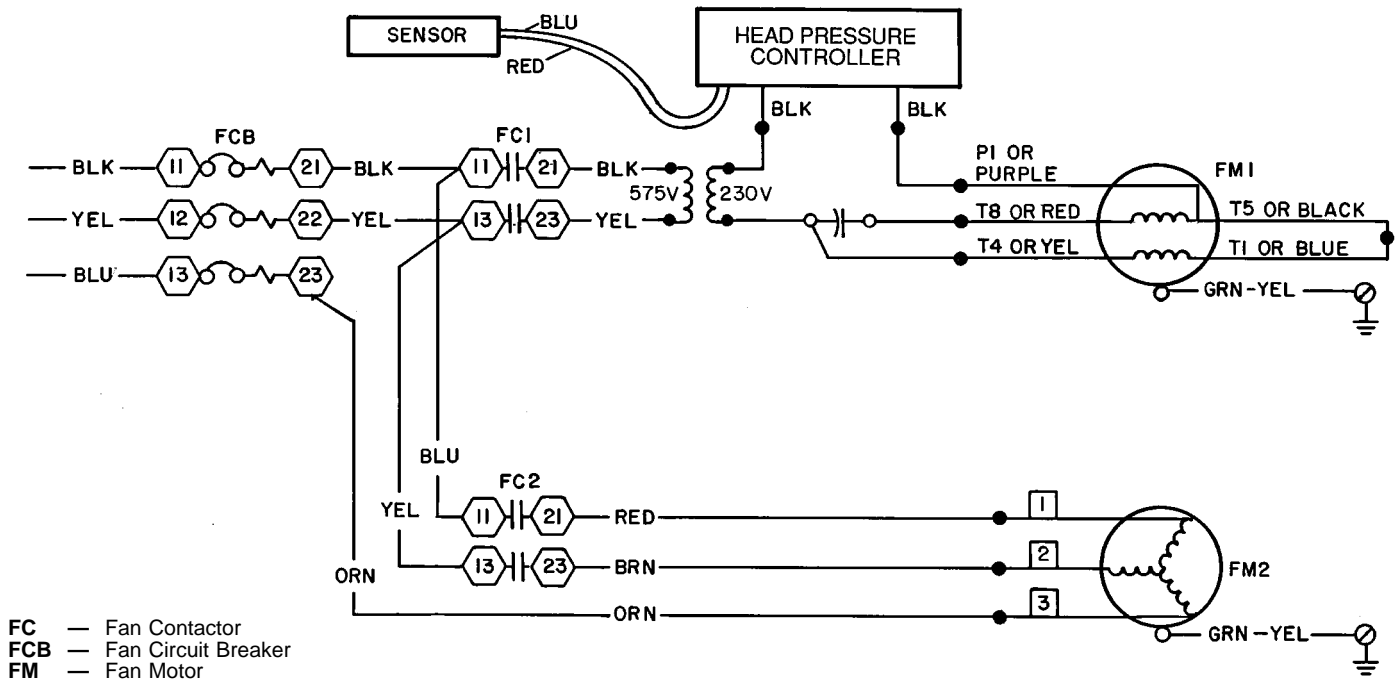 SENSOR
BLU
RED
HEAD PRESSURE
CONTROLLER
BLK
BLK
FCB
FC1
BLK 11 21 BLK 11 21 BLK
575V 230V
P1 OR
PURPLE
FM1
YEL 12 22 YEL 13 23 YEL
T8 OR RED
T5 OR BLACK
T4 OR YEL
T1 OR BLUE
BLU 13 23
GRN-YEL
BLU
FC2
YEL 11 21 RED 1
13 23 BRN 2
FM2
ORN
ORN 3
GRN-YEL
FC — Fan Contactor
FCB — Fan Circuit Breaker
FM — Fan Motor